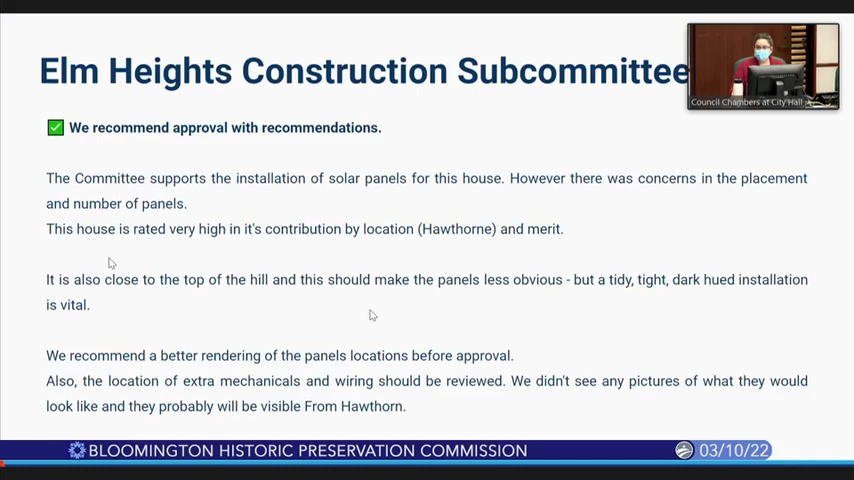 Elm Heights Construction Subcommittee
Council Chambers at City Hall
We recommend approval with recommendations.
The Committee supports the installation of solar panels for this house. However there was concerns in the placement
and number of panels.
This house is rated very high in it's contribution by location (Hawthorne) and merit.
It is also close to the top of the hill and this should make the panels less obvious - but a tidy, tight, dark hued installation
is vital.
We recommend a better rendering of the panels locations before approval.
Also, the location of extra mechanicals and wiring should be reviewed. We didn't see any pictures of what they would
look like and they probably will be visible From Hawthorn.
BLOOMINGTON HISTORIC PRESERVATION COMMISSION
03/10/22